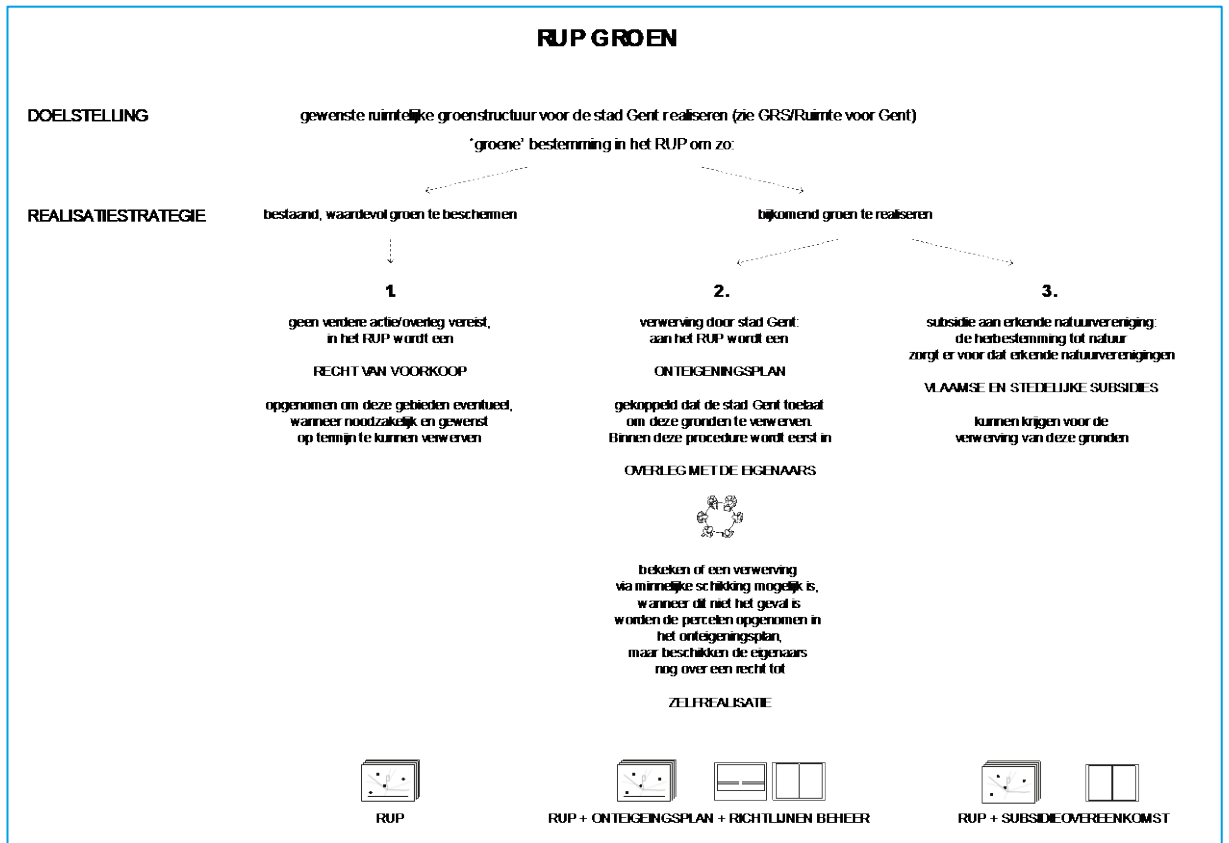 RUP GROEN
DOELSTELLING
gewenste ruimtelijke groenstructuur voor de stad Gent realiseren (zie GRS/Ruimte voor Gent)
'groene' bestemming in het RUP om zo:
REALISATIESTRATEGIE
bestaand, waardevol groen te beschermen
bijkomend groen te realiseren
1.
geen verdere actie/overleg vereist,
in het RUP wordt een
RECHT VAN VOORKOOP
opgenomen om deze gebieden eventueel,
wanneer noodzakelijk en gewenst
op termijn te kunnen verwerven
2.
verwerving door stad Gent:
aan het RUP wordt een
ONTEIGENINGSPLAN
gekoppeld dat de stad Gent toelaat
om deze gronden te verwerven.
Binnen deze procedure wordt eerst in
OVERLEG MET DE EIGENAARS
bekeken of een verwerving
via minnelijke schikking mogelijk is,
wanneer dit niet het geval is
worden de percelen opgenomen in
het onteigeningsplan,
maar beschikken de eigenaars
nog over een recht tot
ZELFREALISATIE
3.
subsidie aan erkende natuurvereniging:
de herbestemming tot natuur
zorgt er voor dat erkende natuurverenigingen
VLAAMSE EN STEDELIJKE SUBSIDIES
kunnen krijgen voor de
verwerving van deze gronden
RUP
RUP + ONTEIGEINGSPLAN + RICHTLIJNEN BEHEER
RUP + SUBSIDIEOVEREENKOMST